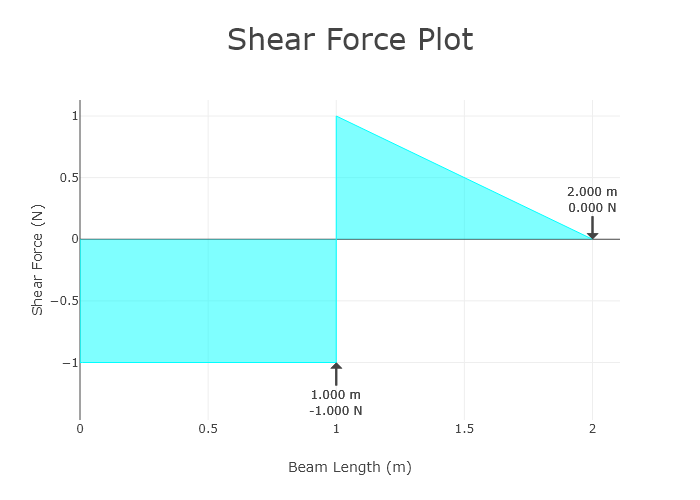 Shear Force Plot
Shear Force (N)
1
0.5
0
−0.5
−1
2.000 m
0.000 N
1.000 m
-1.000 N
0
0.5
1
1.5
2
Beam Length (m)